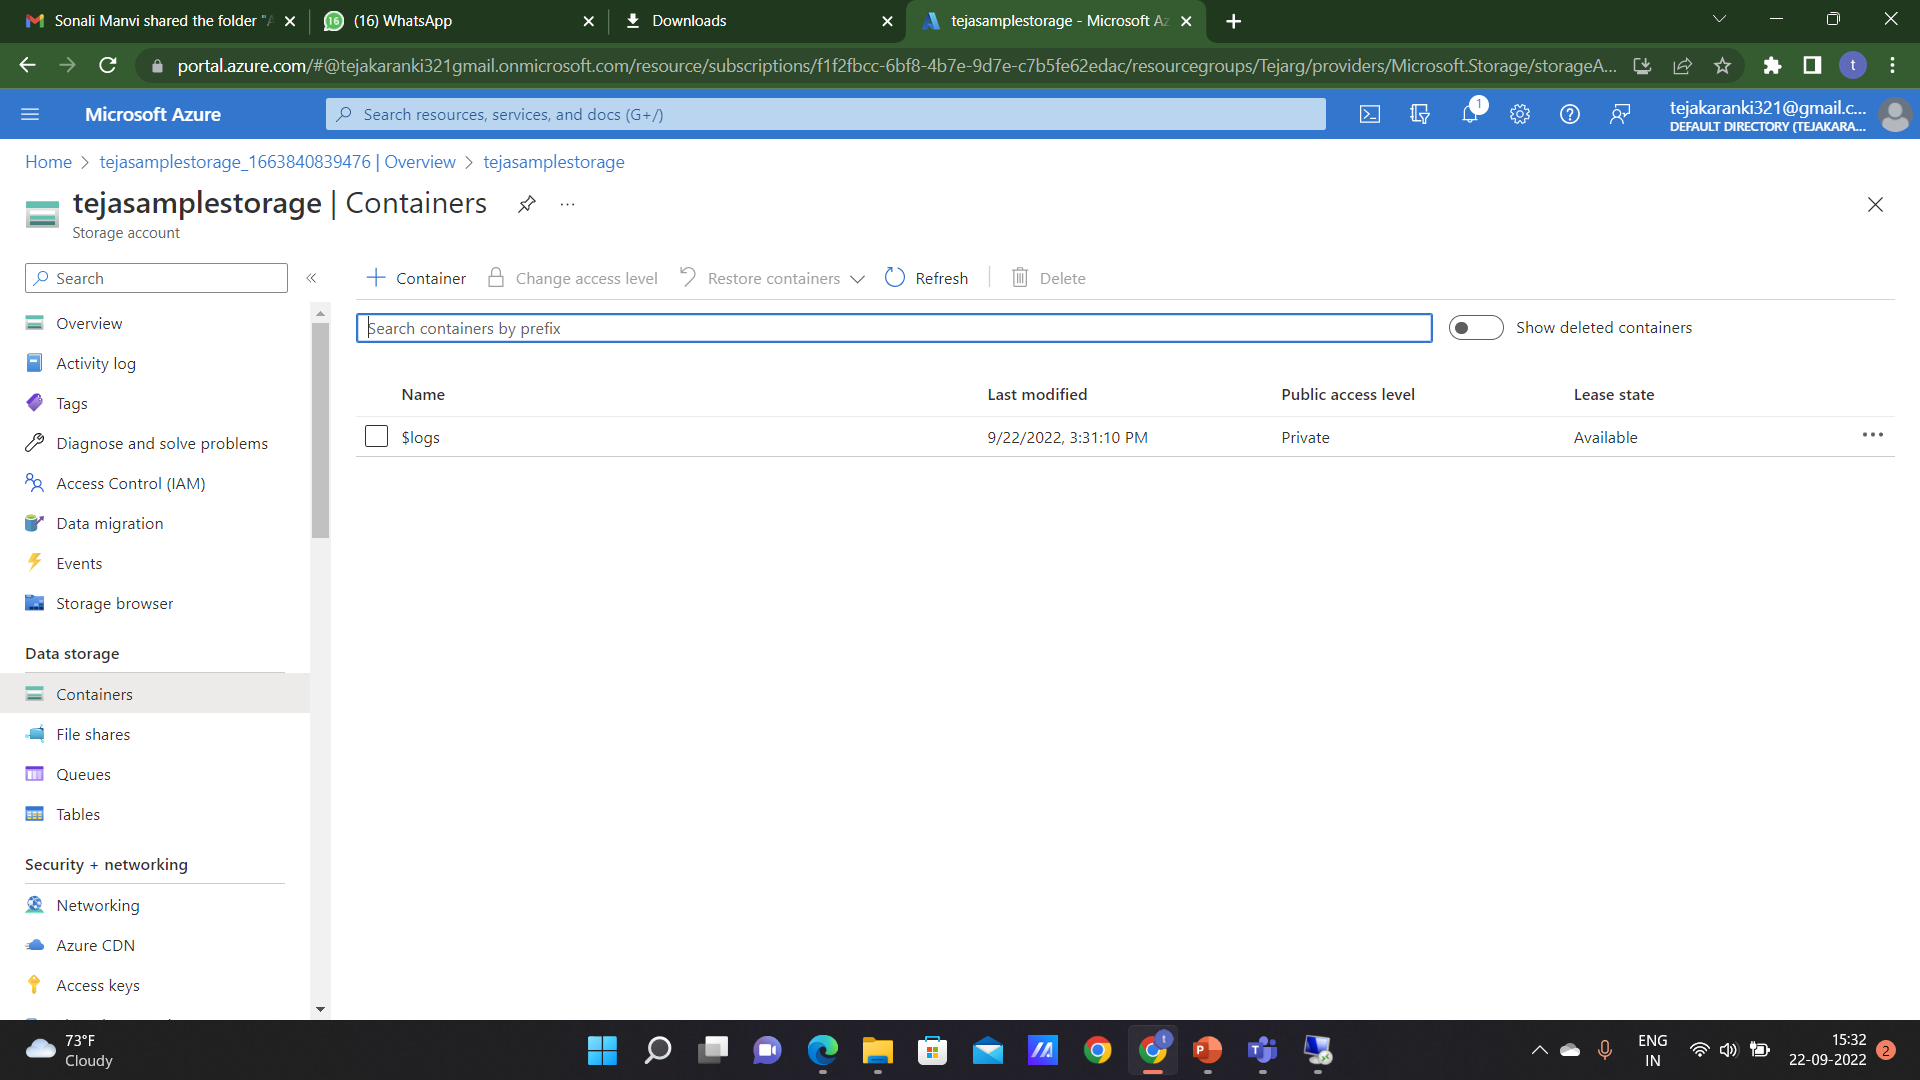 Sonali Manvi shared the folder "A
16
(16) WhatsApp
Downloads
tejasamplestorage - Microsoft Az
portal.azure.com/#@tejakaranki321gmail.onmicrosoft.com/resource/subscriptions/f1f2fbcc-6bf8-4b7e-9d7e-c7b5fe62edac/resourcegroups/Tejarg/providers/Microsoft.Storage/storageA...
t
Microsoft Azure
Search resources, services, and docs (G+/)
1
tejakaranki321@gmail.c...
DEFAULT DIRECTORY (TEJAKARA...
Home > tejasamplestorage_1663840839476 | Overview > tejasamplestorage
tejasamplestorage | Containers
...
Storage account
Search
«
Container
Change access level
Restore containers
Refresh
Delete
Search containers by prefix
Show deleted containers
Name
Last modified
Public access level
Lease state
$logs
9/22/2022, 3:31:10 PM
Private
Available
Overview
Activity log
Tags
Diagnose and solve problems
Access Control (IAM)
Data migration
Events
Storage browser
Data storage
Containers
File shares
Queues
Tables
Security + networking
Networking
Azure CDN
Access keys
73°F
Cloudy
t
P
T
ENG
IN
15:32
22-09-2022
2